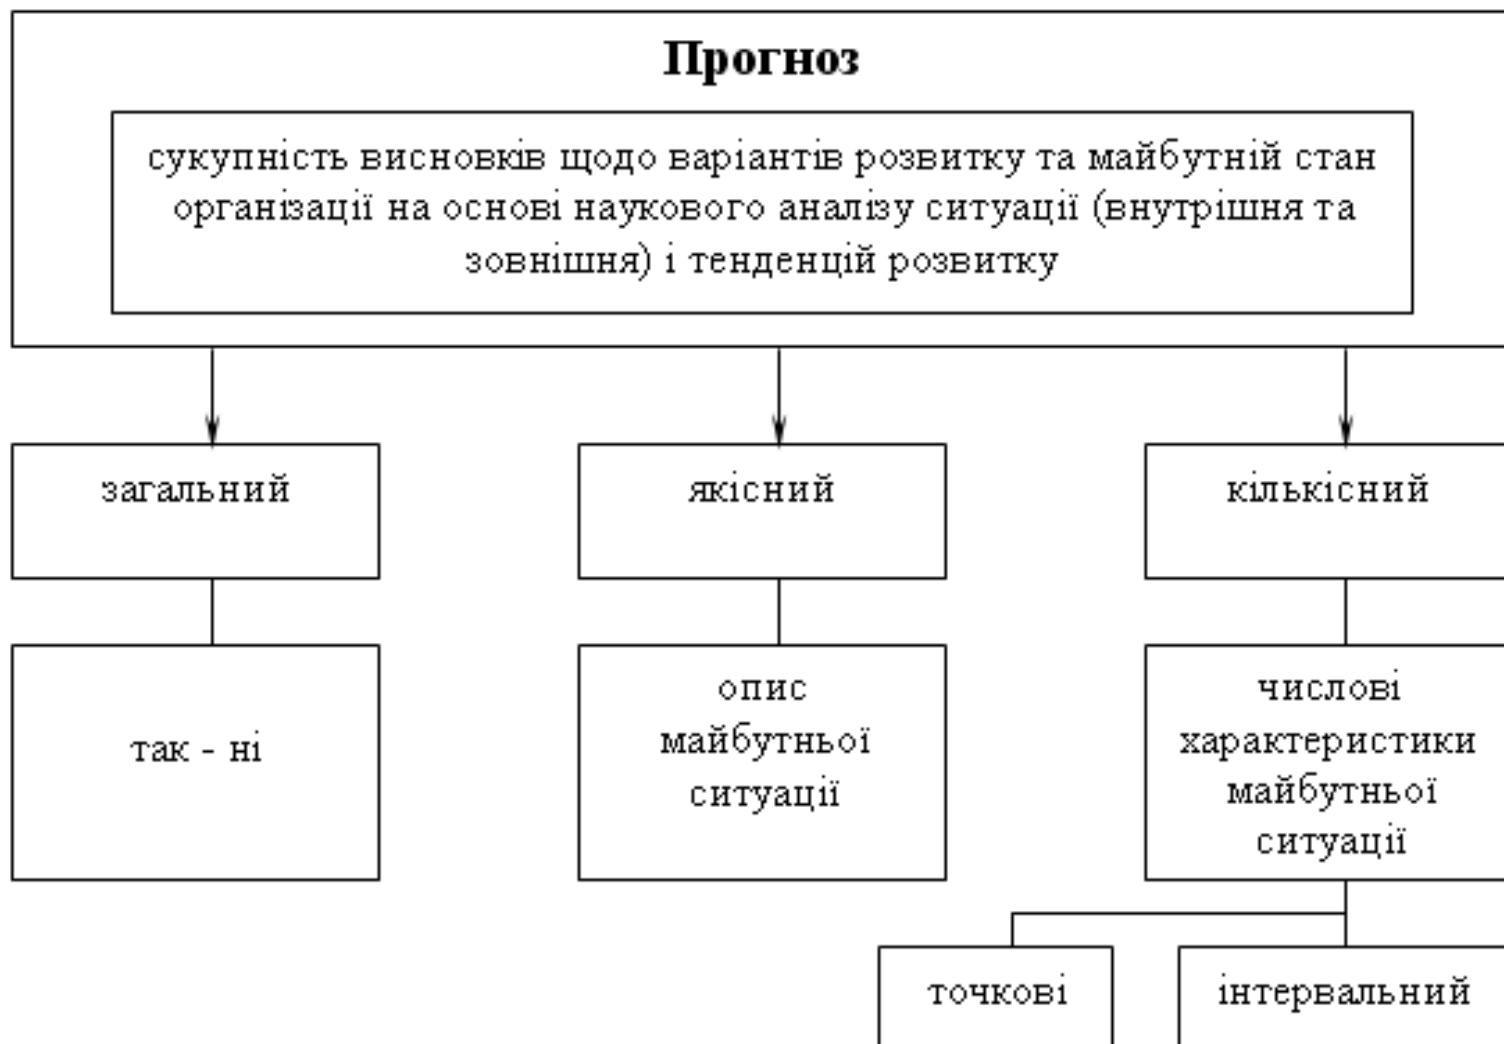 Прогноз
сукупність висновків щодо варіантів розвитку та майбутній стан
організації на основі наукового аналізу ситуації (внутрішня та
зовнішня) і тенденцій розвитку
загальний
якісний
кількісний
так - ні
опис
майбутньої
ситуації
числові
характеристики
майбутньої
ситуації
точкові
інтервальний